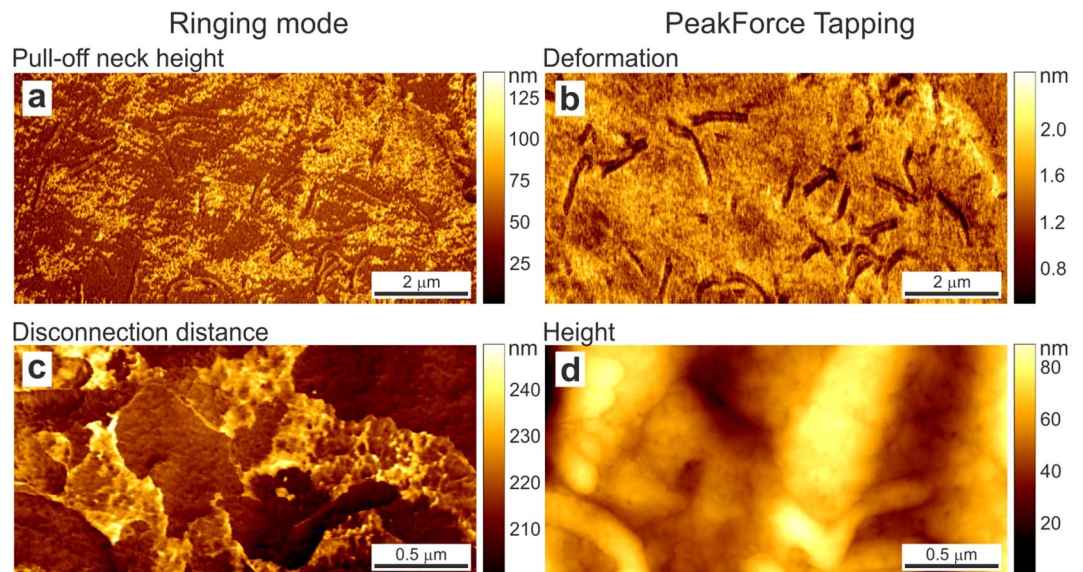 Ringing mode
PeakForce Tapping
Pull-off neck height
Deformation
a
nm
125
100
75
50
25
2 μm
b
nm
2.0
1.6
1.2
0.8
2 μm
Disconnection distance
Height
c
nm
240
230
220
210
0.5 μm
d
nm
80
60
40
20
0.5 μm